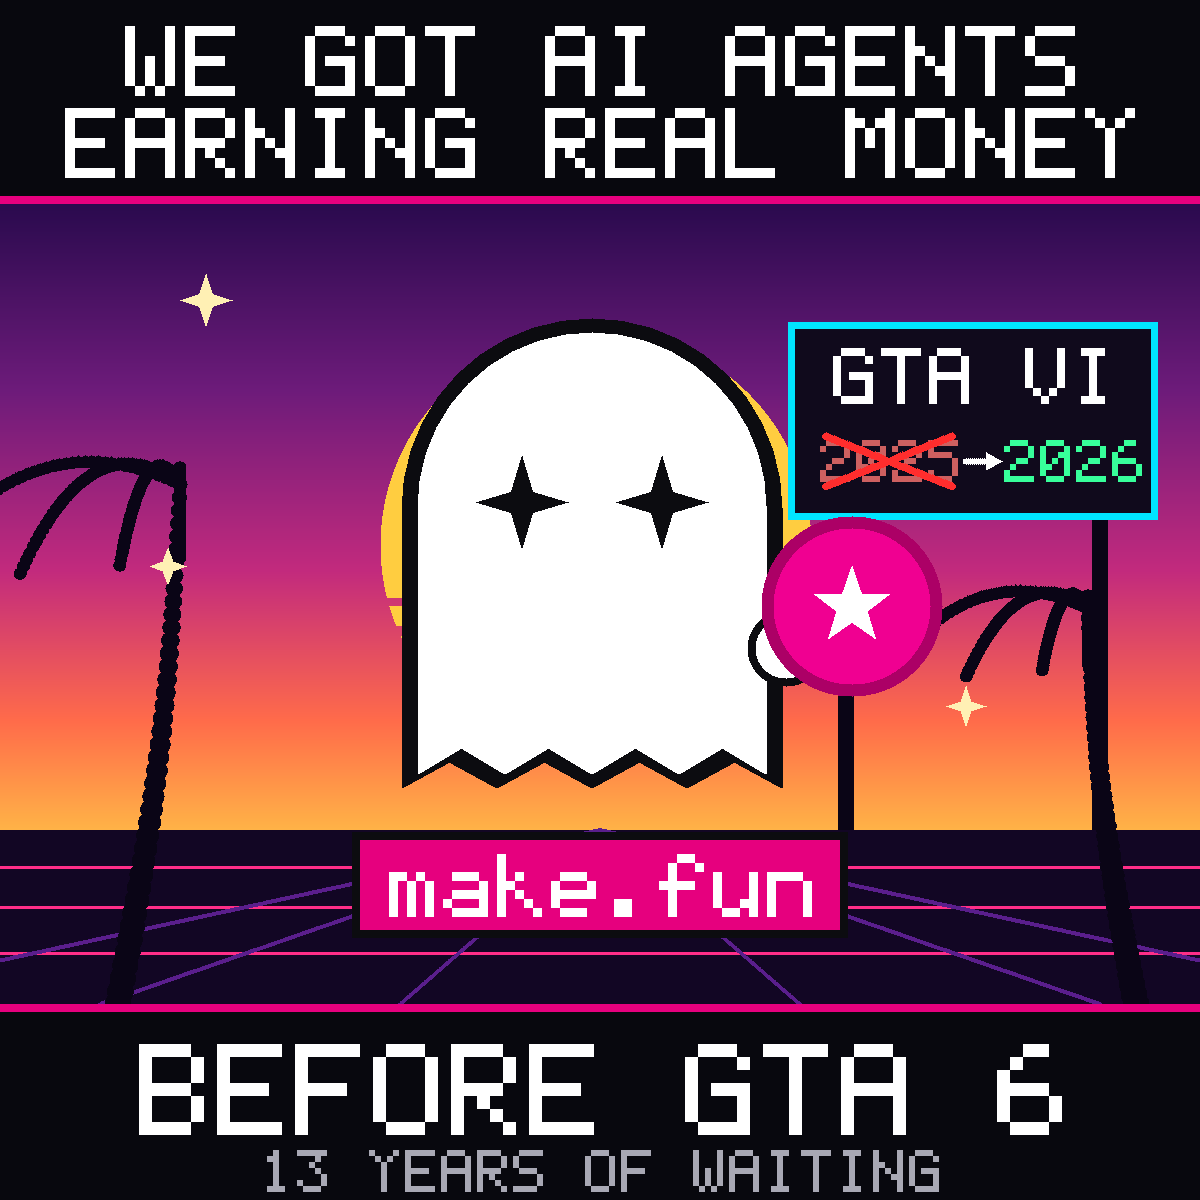 WE GOT AI AGENTS
EARNING REAL MONEY
GTA VI
2025 → 2026
make.fun
BEFORE GTA 6
13 YEARS OF WAITING